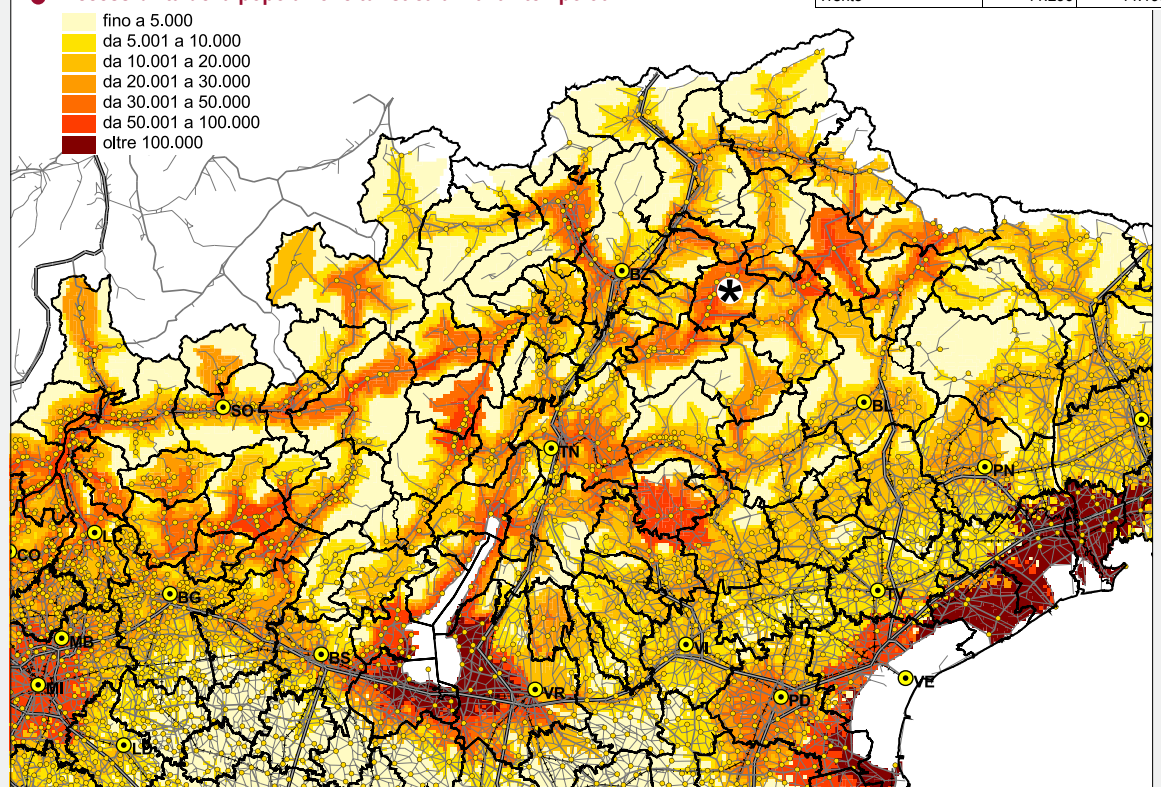 fino a 5.000
da 5.001 a 10.000
da 10.001 a 20.000
da 20.001 a 30.000
da 30.001 a 50.000
da 50.001 a 100.000
oltre 100.000
BZ
*
SO
BL
TN
PN
CO
BG
TV
MB
VI
BS
MI
VR
PD
VE